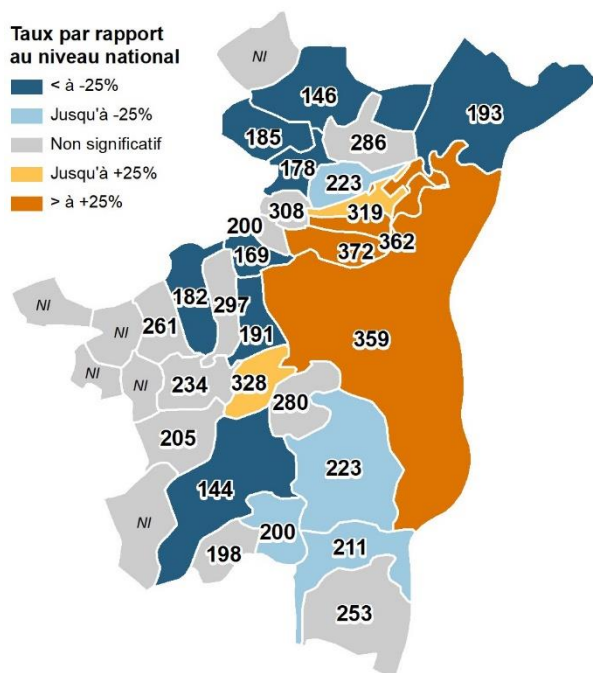 Taux par rapport
au niveau national
< à -25%
Jusqu'à -25%
Non significatif
Jusqu'à +25%
> à +25%
NI
146
193
185
286
178
223
308
319
200
362
372
169
182
297
NI
261
191
359
NI
NI
NI
234
328
280
205
223
144
NI
200
211
198
253